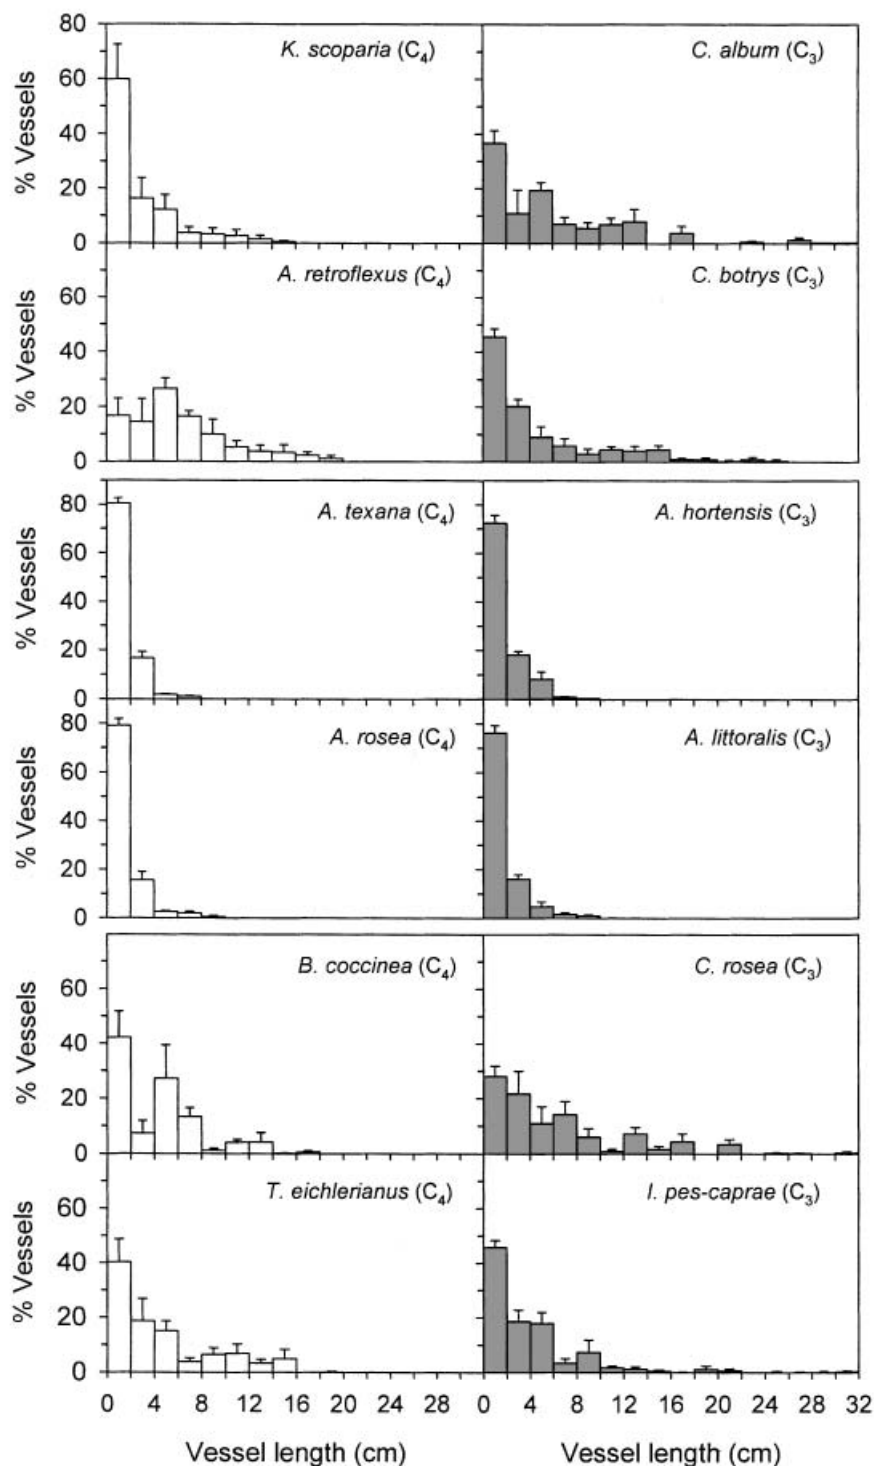 80
K. scoparia (C4)
C. album (C3)
60
40
20
0
% Vessels
A. retroflexus (C4)
C. botrys (C3)
60
40
20
0
% Vessels
A. texana (C4)
A. hortensis (C3)
80
60
40
20
0
% Vessels
A. rosea (C4)
A. littoralis (C3)
80
60
40
20
0
% Vessels
B. coccinea (C4)
C. rosea (C3)
60
40
20
0
% Vessels
T. eichlerianus (C4)
I. pes-caprae (C3)
60
40
20
0
% Vessels
0 4 8 12 16 20 24 28 0 4 8 12 16 20 24 28 32
Vessel length (cm) Vessel length (cm)